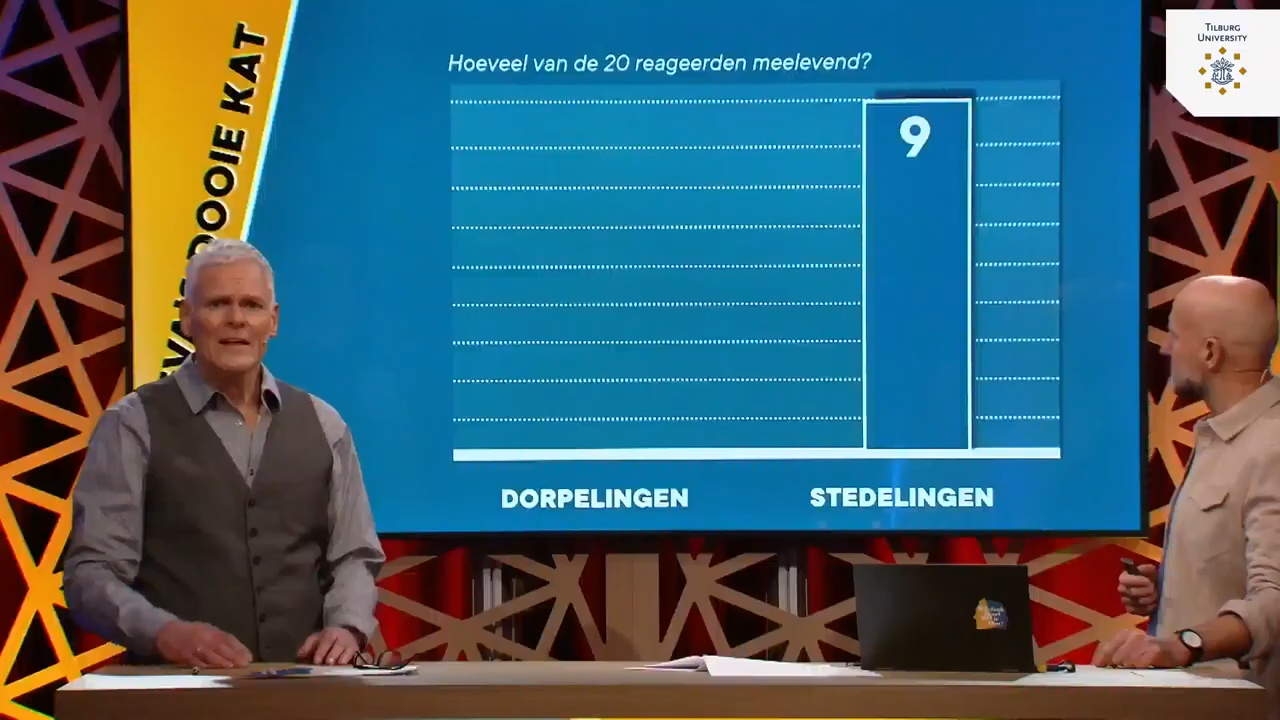 TILBURG
UNIVERSITY
Hoeveel van de 20 reageerden meelevend?
DOOIE KAT
9
DORPELINGEN
STEDELINGEN